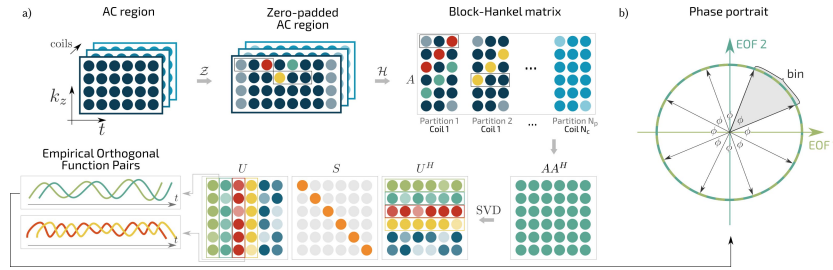 a)
AC region
coils
k_z
t
Z
Zero-padded
AC region
H
Block-Hankel matrix
A
Partition 1
Coil 1
Partition 2
Coil 1
...
...
Partition N_p
Coil N_c
AA^H
SVD
U^H
S
U
Empirical Orthogonal
Function Pairs
t
t
b)
Phase portrait
EOF 2
bin
EOF
ϕ ϕ ϕ ϕ ϕ ϕ ϕ